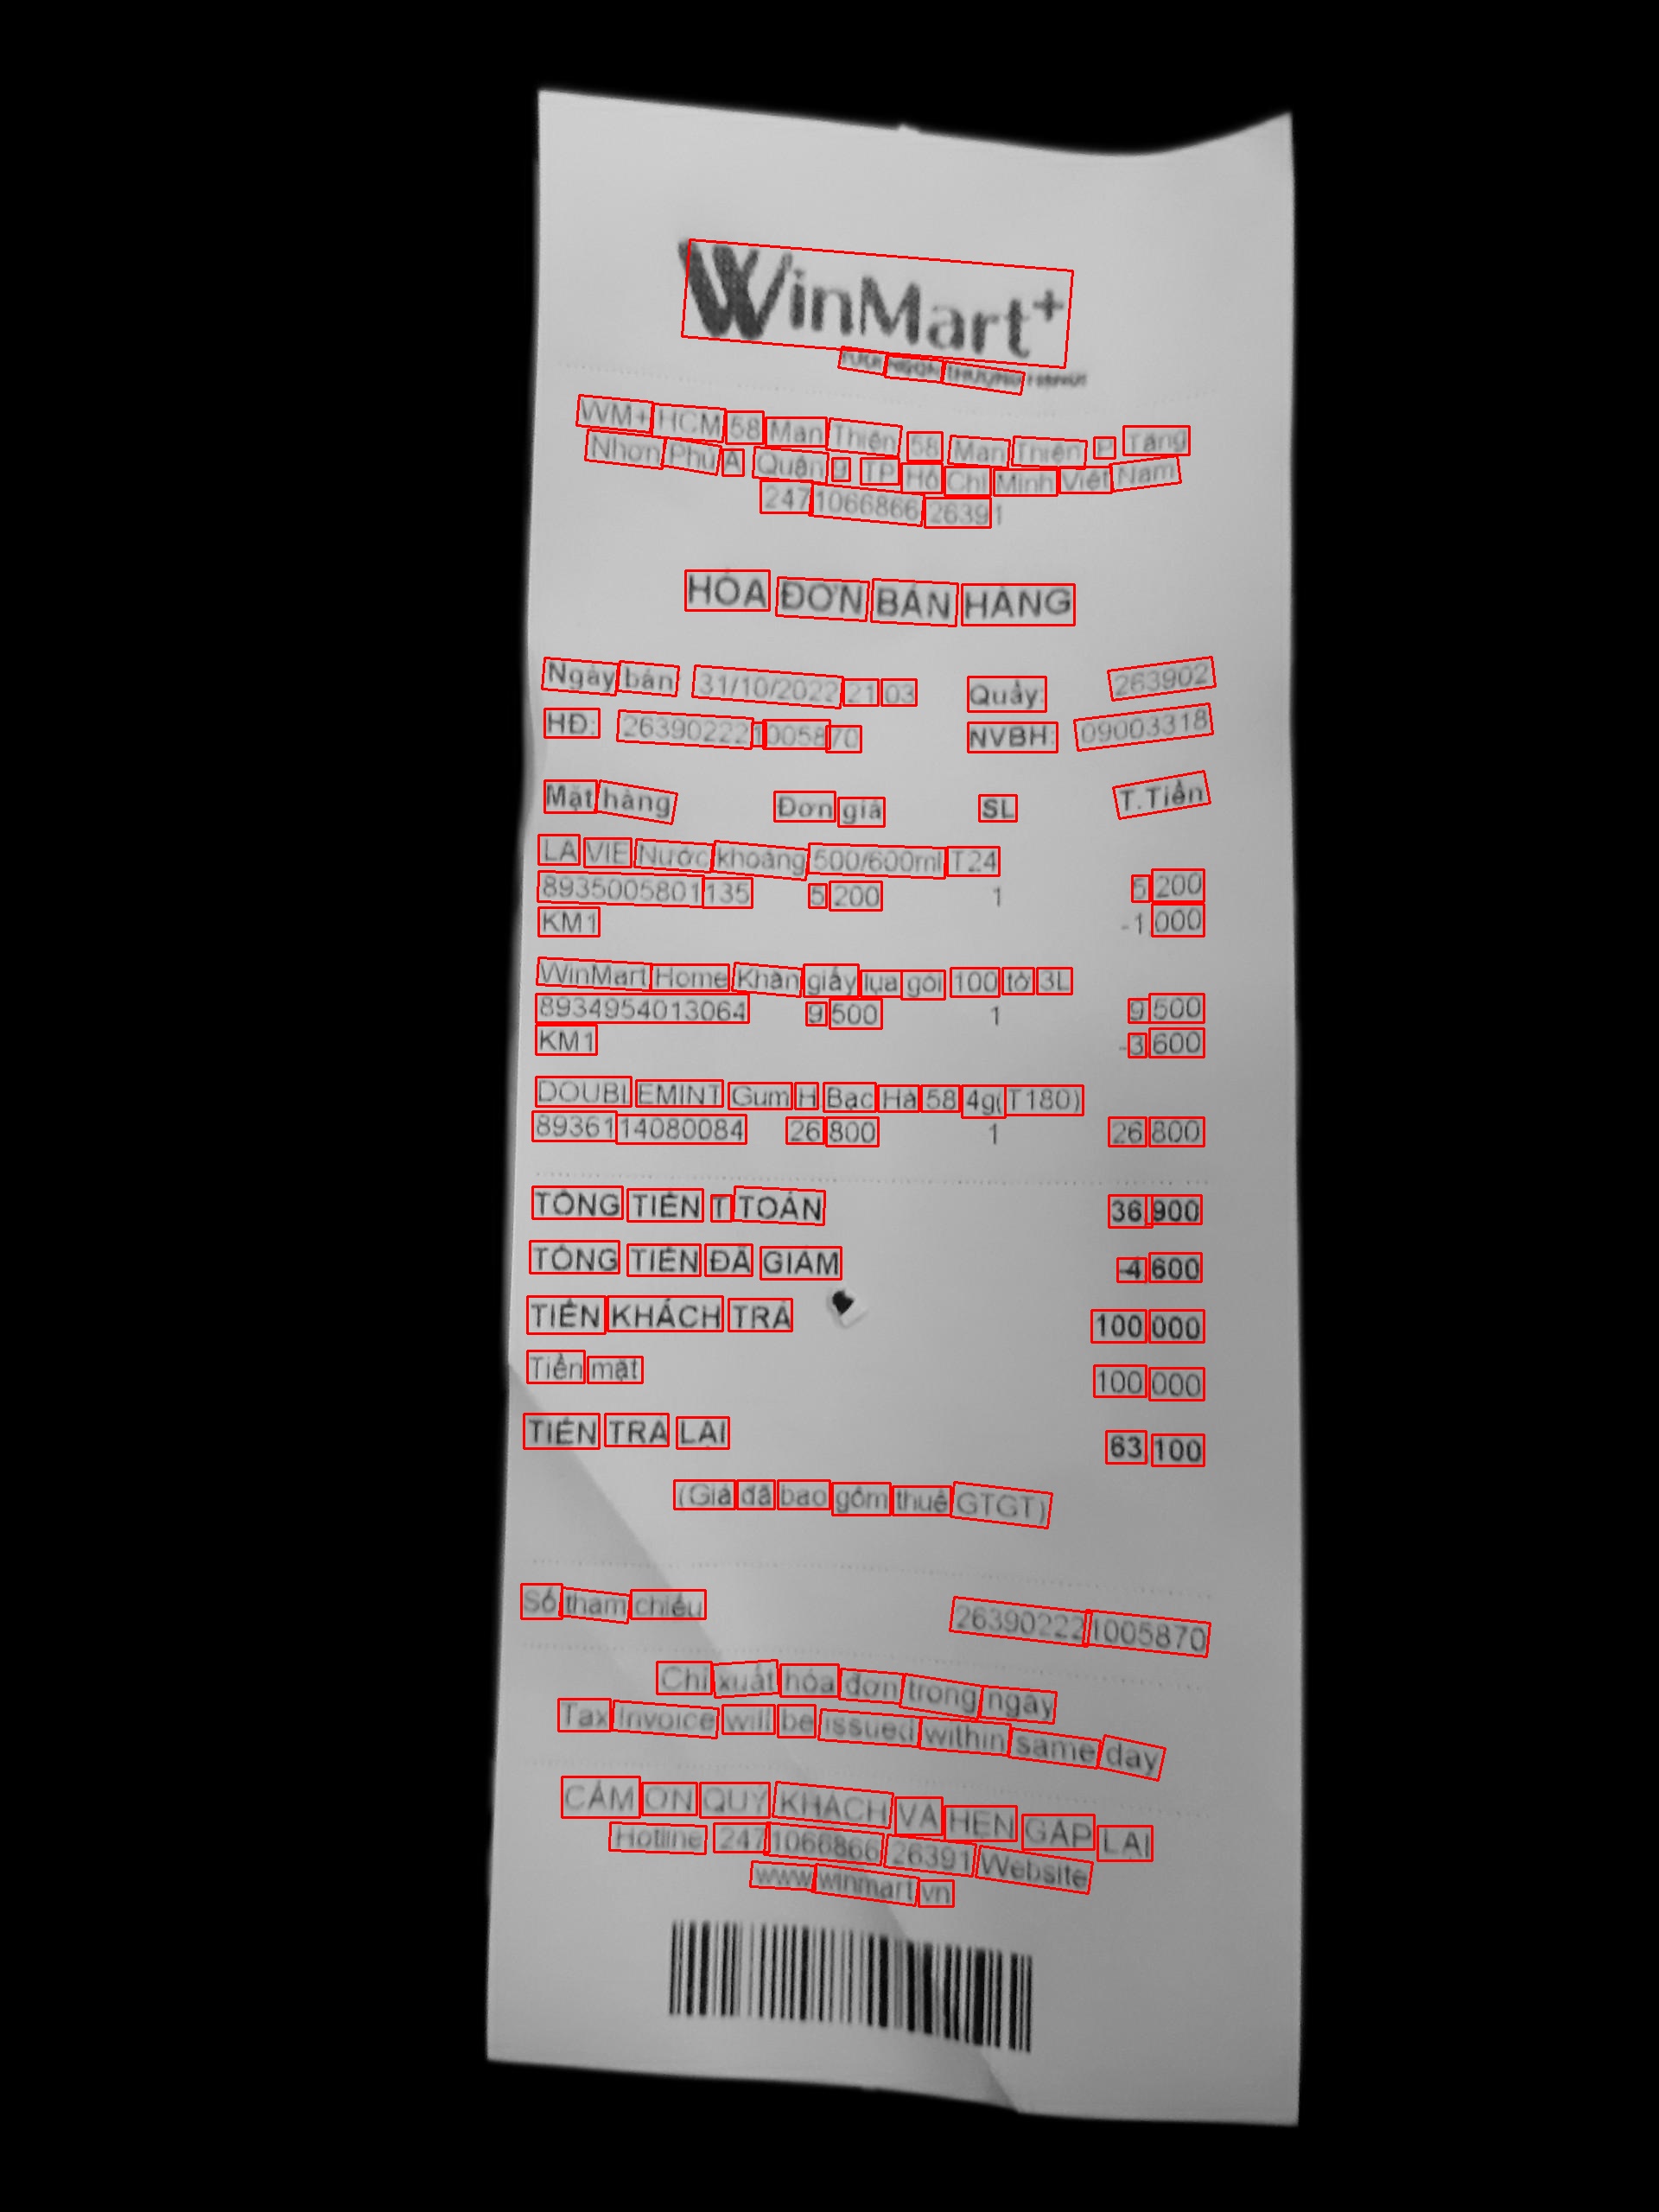 WinMart+
WM+ HCM 58 Man Thiện 58 Man Thiện, P. Tăng
Nhơn Phú A, Quận 9, TP. Hồ Chí Minh, Việt Nam
2471066866-26391
HÓA ĐƠN BÁN HÀNG
Ngày bán: 31/10/2022 21:03 Quầy: 263902
HĐ: 263902221005870 NVBH: 09003318
Mặt hàng Đơn giá SL T.Tiền
LA VIE Nước khoáng 500/600ml T24
8935005801135 5,200 1 5,200
KM1 -1,000
WinMart Home Khăn giấy lụa gói 100 tờ 3L
8934954013064 9,500 1 9,500
KM1 -3,600
DOUBLEMINT Gum H Bạc Hà 58.4g(T180)
8936114080084 26,800 1 26,800
TỔNG TIỀN T.TOÁN 36,900
TỔNG TIỀN ĐÃ GIẢM -4,600
TIỀN KHÁCH TRẢ 100,000
Tiền mặt 100,000
TIỀN TRẢ LẠI 63,100
(Giá đã bao gồm thuế GTGT)
Số tham chiếu: 263902221005870
Chỉ xuất hóa đơn trong ngày
Tax Invoice will be issued within same day
CẢM ƠN QUÝ KHÁCH VÀ HẸN GẶP LẠI
Hotline: 2471066866-26391 Website:
www.winmart.vn